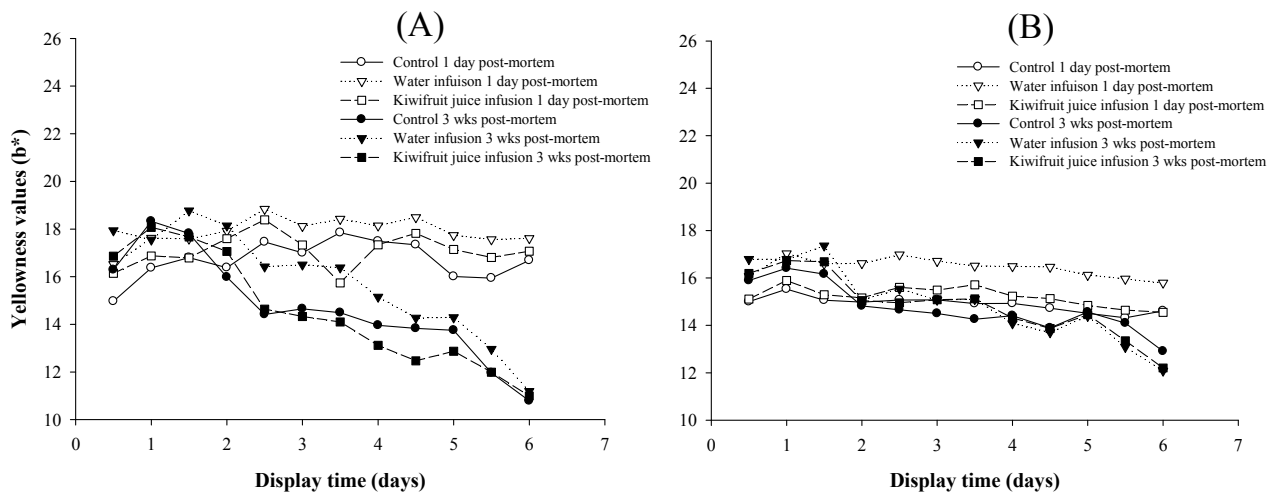 (A)
26
24
22
20
18
16
14
12
10
0 1 2 3 4 5 6 7
Yellowness values (b*)
Display time (days)
Control 1 day post-mortem
Water infuison 1 day post-mortem
Kiwifruit juice infusion 1 day post-mortem
Control 3 wks post-mortem
Water infusion 3 wks post-mortem
Kiwifruit juice infusion 3 wks post-mortem
(B)
26
24
22
20
18
16
14
12
10
0 1 2 3 4 5 6 7
Display time (days)
Control 1 day post-mortem
Water infuison 1 day post-mortem
Kiwifruit juice infusion 1 day post-mortem
Control 3 wks post-mortem
Water infusion 3 wks post-mortem
Kiwifruit juice infusion 3 wks post-mortem